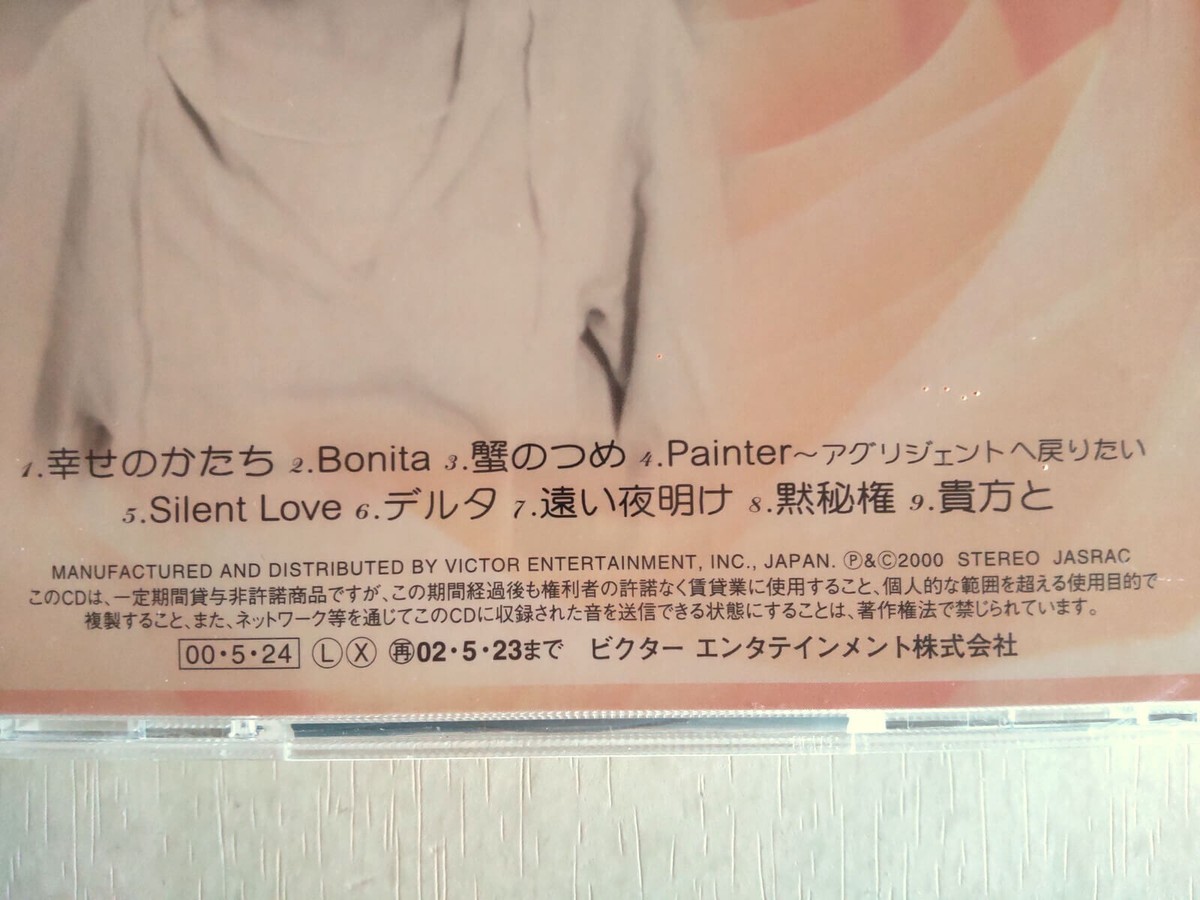 1.幸せのかたち 2.Bonita 3.蟹のつめ 4.Painter～アグリジェントへ戻りたい
5.Silent Love 6.デルタ 7.遠い夜明け 8.黙秘権 9.貴方と
MANUFACTURED AND DISTRIBUTED BY VICTOR ENTERTAINMENT, INC., JAPAN. Ⓟ&Ⓒ2000 STEREO JASRAC
このCDは、一定期間貸与非許諾商品ですが、この期間経過後も権利者の許諾なく賃貸業に使用すること、個人的な範囲を超える使用目的で
複製すること、また、ネットワーク等を通じてこのCDに収録された音を送信できる状態にすることは、著作権法で禁じられています。
00・5・24 ⓁⓍ ㊢02・5・23まで ビクター エンタテインメント株式会社